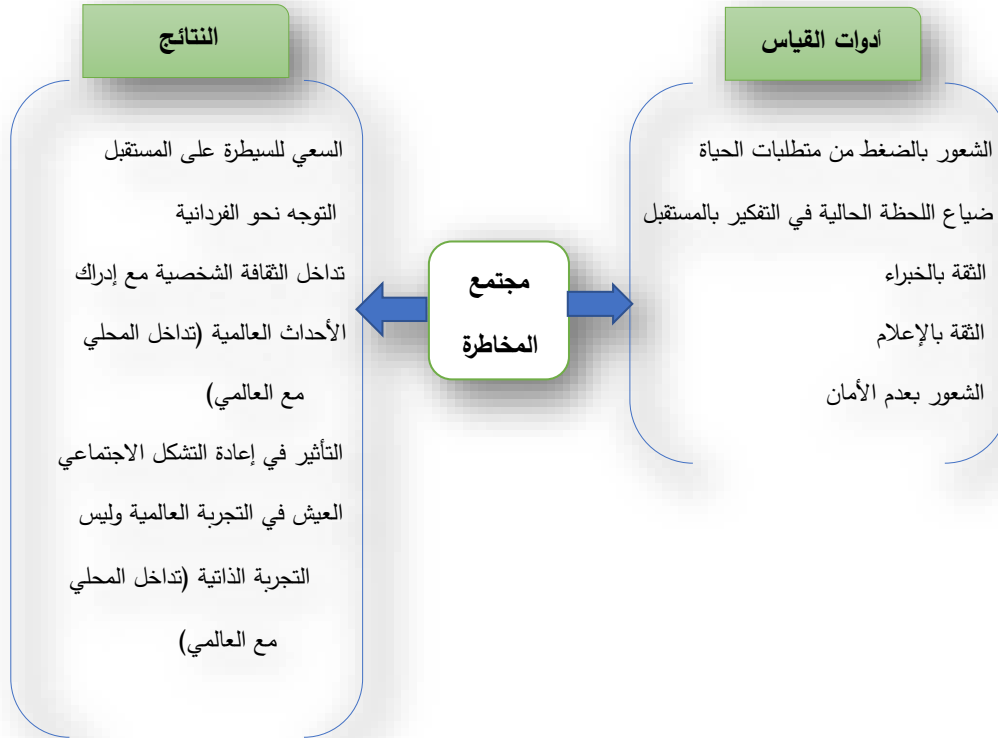 أدوات القياس
الشعور بالضغط من متطلبات الحياة
ضياع اللحظة الحالية في التفكير بالمستقبل
الثقة بالخبراء
الثقة بالإعلام
الشعور بعدم الأمان
مجتمع
المخاطرة
النتائج
السعي للسيطرة على المستقبل
التوجه نحو الفردانية
تداخل الثقافة الشخصية مع إدراك
الأحداث العالمية (تداخل المحلي
مع العالمي)
التأثير في إعادة التشكل الاجتماعي
العيش في التجربة العالمية وليس
التجربة الذاتية (تداخل المحلي
مع العالمي)